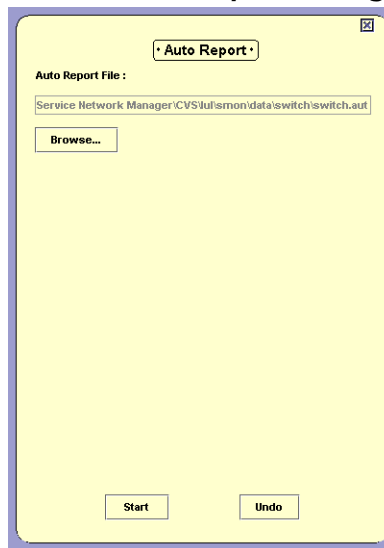 • Auto Report •
Auto Report File :
Service Network Manager\CVS\lul\smon\data\switch\switch.aut
Browse...
Start
Undo